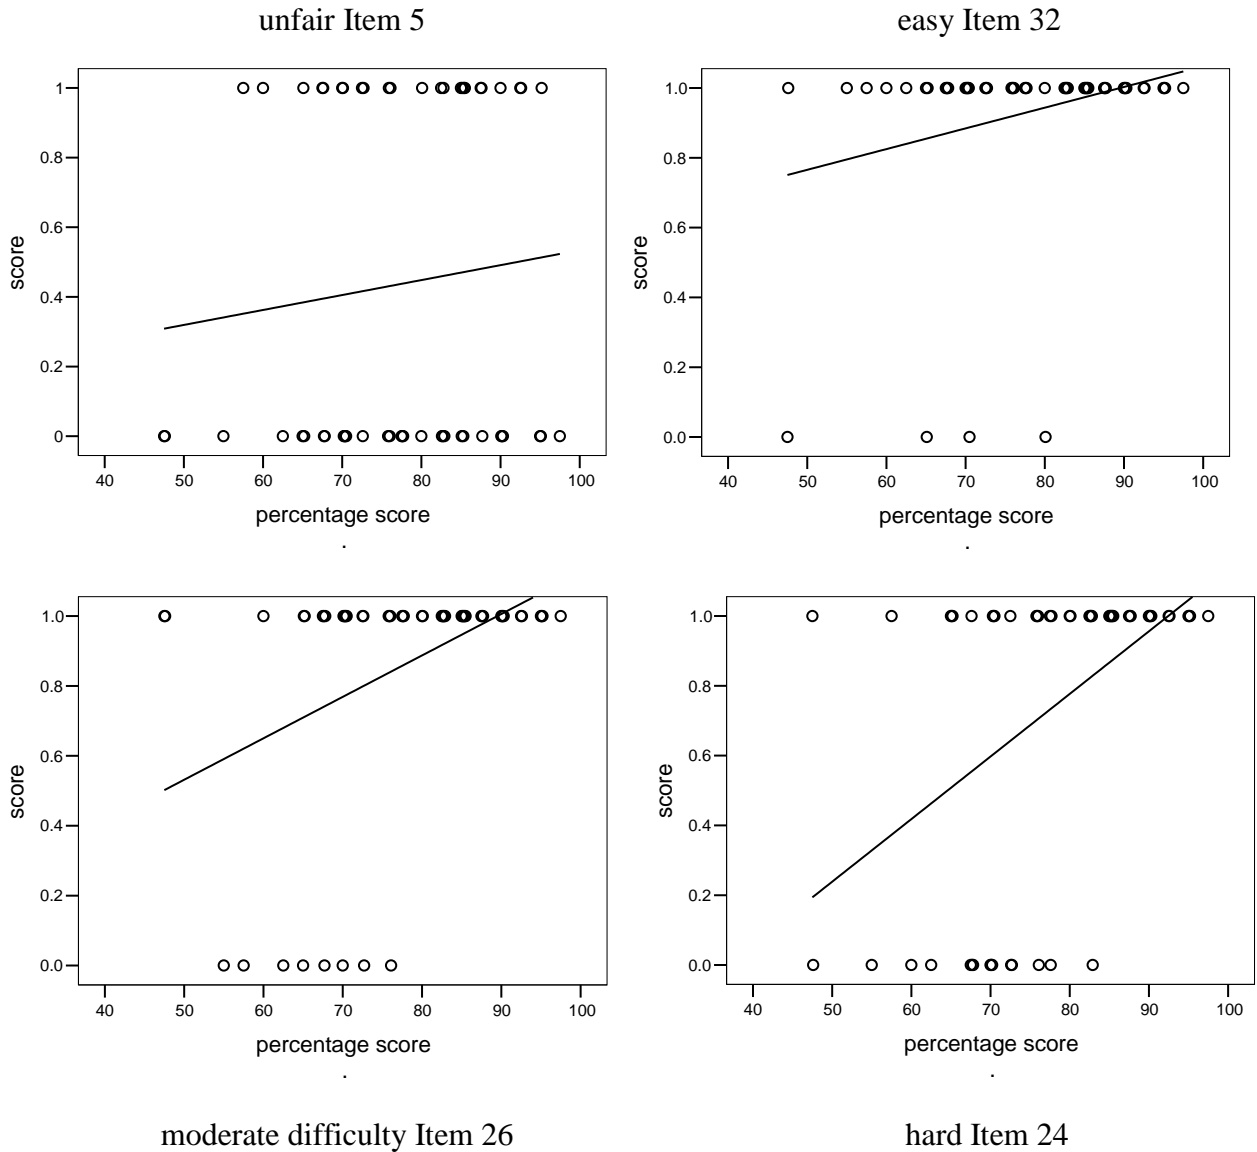 unfair Item 5
easy Item 32
score
1
0.8
0.6
0.4
0.2
0
40 50 60 70 80 90 100
percentage score
.
score
1.0
0.8
0.6
0.4
0.2
0.0
40 50 60 70 80 90 100
percentage score
.
score
1.0
0.8
0.6
0.4
0.2
0.0
40 50 60 70 80 90 100
percentage score
.
score
1.0
0.8
0.6
0.4
0.2
0.0
40 50 60 70 80 90 100
percentage score
.
moderate difficulty Item 26
hard Item 24